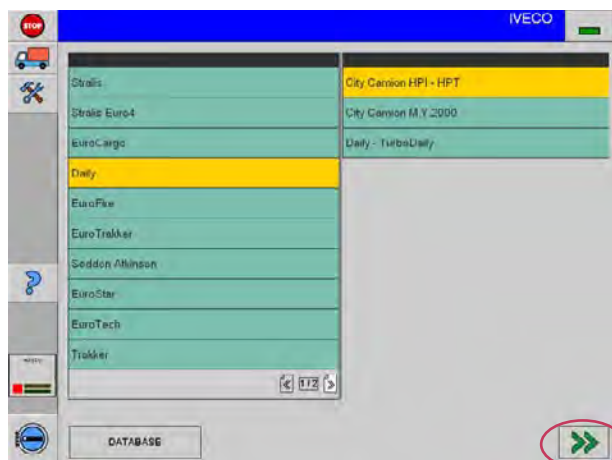 STOP
IVECO
Stralis
City Camion HPI - HPT
Stralis Euro4
City Camion M.Y.2000
EuroCargo
Daily - TurboDaily
Daily
EuroFire
EuroTrakker
Seddon Atkinson
EuroStar
EuroTech
Trakker
1/2
DATABASE